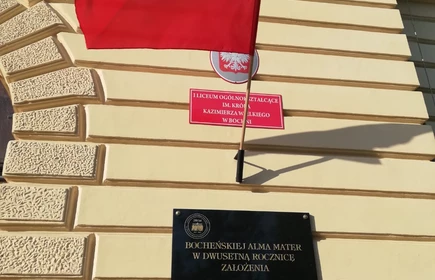 I LICEUM OGÓLNOKSZTAŁCĄCE
IM. KRÓLA
KAZIMIERZA WIELKIEGO
W BOCHNI
BOCHEŃSKIEJ ALMA MATER
W DWUSETNĄ ROCZNICĘ
ZAŁOŻENIA